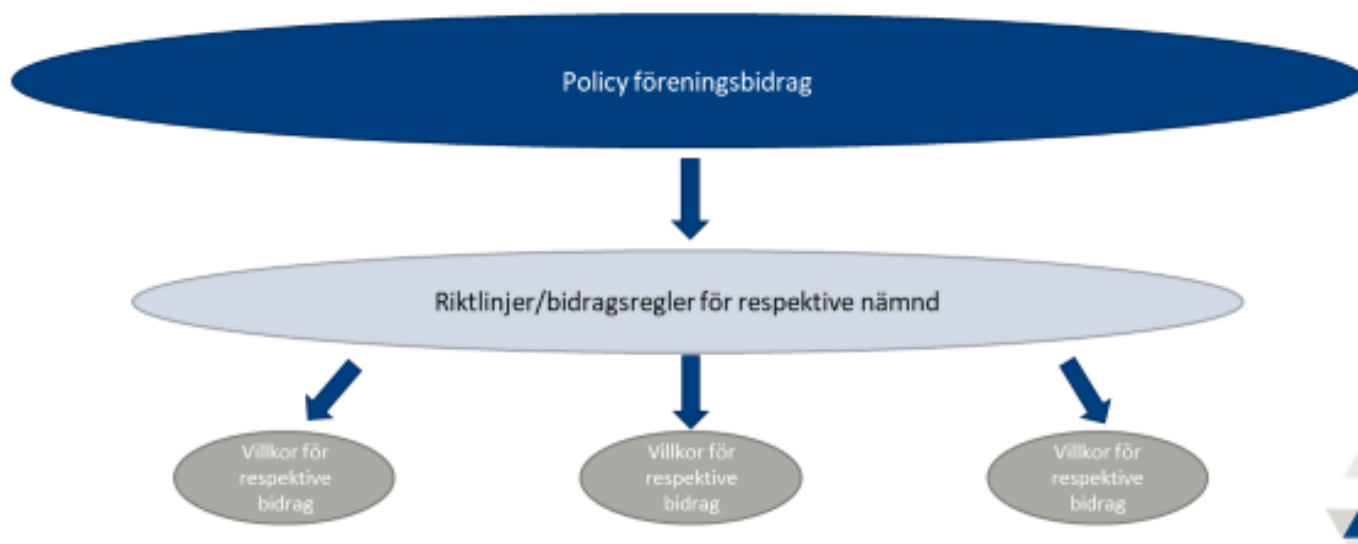 Policy föreningsbidrag
Riktlinjer/bidragsregler för respektive nämnd
Villkor för
respektive
bidrag
Villkor för
respektive
bidrag
Villkor för
respektive
bidrag